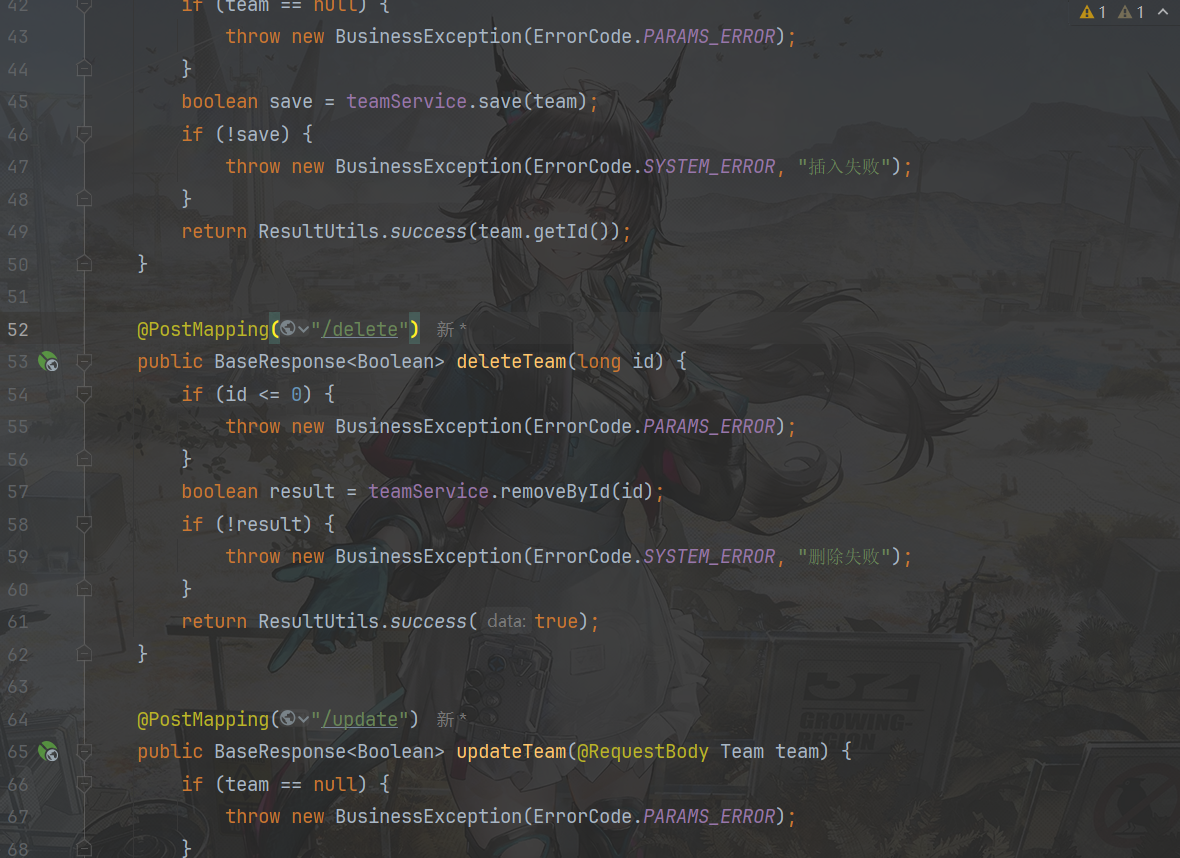 42 if (team == null) {
43 throw new BusinessException(ErrorCode.PARAMS_ERROR);
44 }
45 boolean save = teamService.save(team);
46 if (!save) {
47 throw new BusinessException(ErrorCode.SYSTEM_ERROR, "插入失败");
48 }
49 return ResultUtils.success(team.getId());
50 }
51
52 @PostMapping("/delete") 新 *
53 public BaseResponse<Boolean> deleteTeam(long id) {
54 if (id <= 0) {
55 throw new BusinessException(ErrorCode.PARAMS_ERROR);
56 }
57 boolean result = teamService.removeById(id);
58 if (!result) {
59 throw new BusinessException(ErrorCode.SYSTEM_ERROR, "删除失败");
60 }
61 return ResultUtils.success( data: true);
62 }
63
64 @PostMapping("/update") 新 *
65 public BaseResponse<Boolean> updateTeam(@RequestBody Team team) {
66 if (team == null) {
67 throw new BusinessException(ErrorCode.PARAMS_ERROR);
68 }
1 1
32
GROWING-
REGION